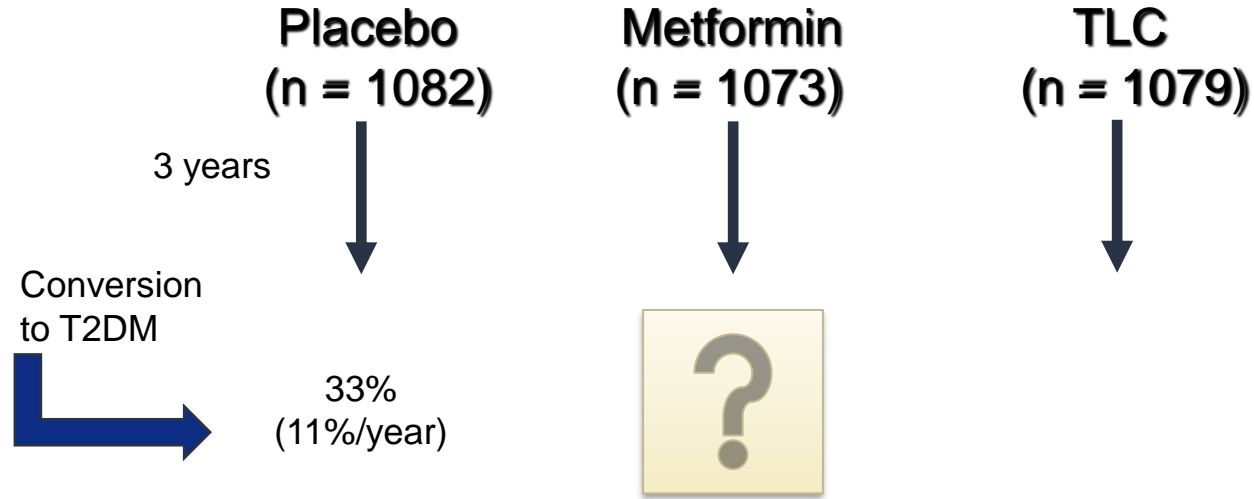 Placebo
(n = 1082)
Metformin
(n = 1073)
TLC
(n = 1079)
3 years
Conversion
to T2DM
33%
(11%/year)
?